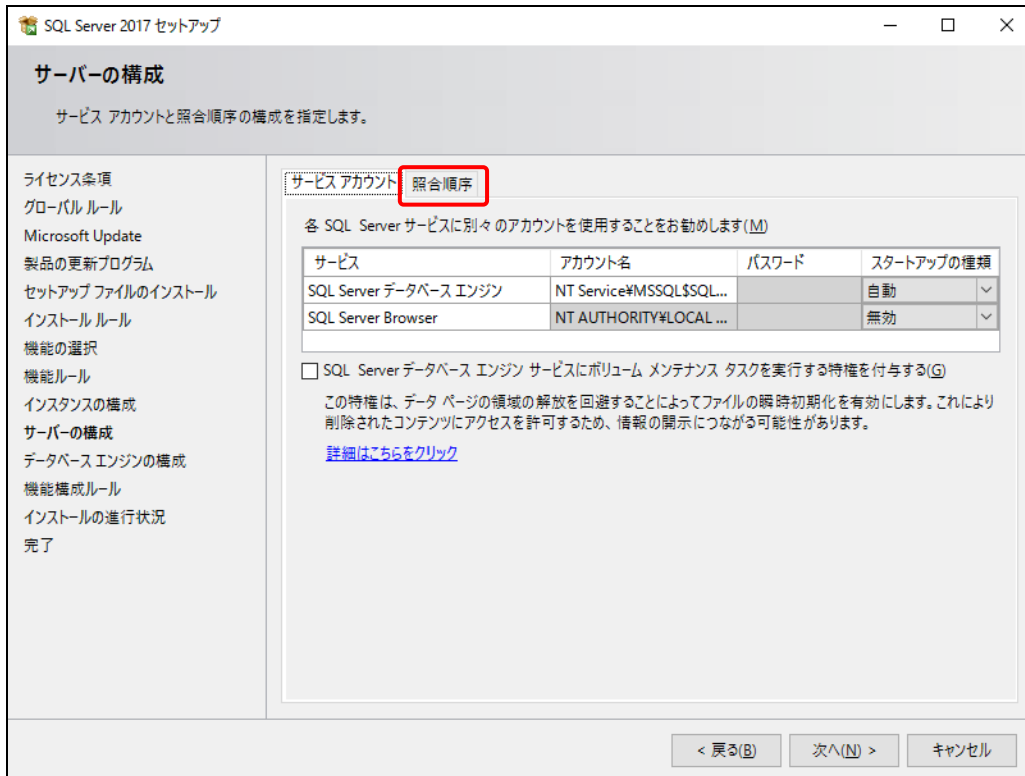 SQL Server 2017 セットアップ
サーバーの構成
サービス アカウントと照合順序の構成を指定します。
ライセンス条項
グローバル ルール
Microsoft Update
製品の更新プログラム
セットアップ ファイルのインストール
インストール ルール
機能の選択
機能ルール
インスタンスの構成
サーバーの構成
データベース エンジンの構成
機能構成ルール
インストールの進行状況
完了
サービス アカウント 照合順序
各 SQL Server サービスに別々のアカウントを使用することをお勧めします(M)
サービス アカウント名 パスワード スタートアップの種類
SQL Server データベース エンジン NT Service¥MSSQL$SQL... 自動
SQL Server Browser NT AUTHORITY¥LOCAL ... 無効
SQL Server データベース エンジン サービスにボリューム メンテナンス タスクを実行する特権を付与する(G)
この特権は、データ ページの領域の解放を回避することによってファイルの瞬時初期化を有効にします。これにより
削除されたコンテンツにアクセスを許可するため、情報の開示につながる可能性があります。
詳細はこちらをクリック
< 戻る(B) 次へ(N) > キャンセル